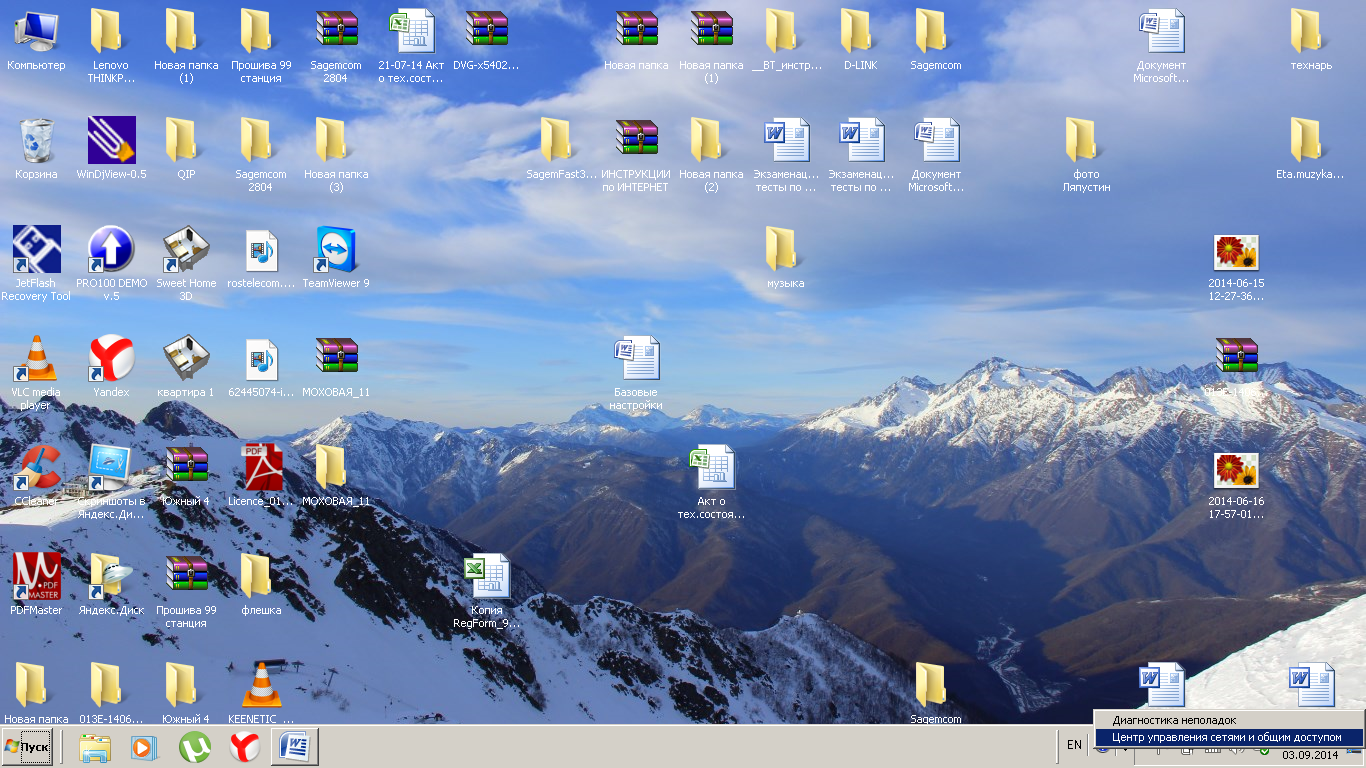 Компьютер
Lenovo
THINKP...
Новая папка
(1)
Прошива 99
станция
Sagemcom
2804
21-07-14 Акт
о тех.сост...
DVG-x5402...
Новая папка
Новая папка
(1)
__ВТ_инстр...
D-LINK
Sagemcom
Документ
Microsoft...
технарь
Корзина
WinDjView-0.5
QIP
Sagemcom
2804
Новая папка
(3)
SagemFast3...
ИНСТРУКЦИИ
по ИНТЕРНЕТ
Новая папка
(2)
Экзаменац...
тесты по ...
Экзаменац...
тесты по ...
Документ
Microsoft...
фото
Ляпустин
Eta.muzyka...
JetFlash
Recovery Tool
PRO100 DEMO
v.5
Sweet Home
3D
rostelecom....
TeamViewer 9
музыка
2014-06-15
12-27-36...
VLC media
player
Yandex
квартира 1
62445074-i...
МОХОВАЯ_11
Базовые
настройки
CCleaner
Скриншоты в
Яндекс.Ди...
Южный 4
PDF
Licence_01...
МОХОВАЯ_11
Акт о
тех.состоя...
2014-06-16
17-57-01...
PDF
MASTER
PDFMaster
Яндекс.Диск
Прошива 99
станция
флешка
Копия
RegForm_9...
Новая папка
013E-1406...
Южный 4
KEENETIC_...
Sagemcom
Диагностика неполадок
Центр управления сетями и общим доступом
Пуск
EN
03.09.2014